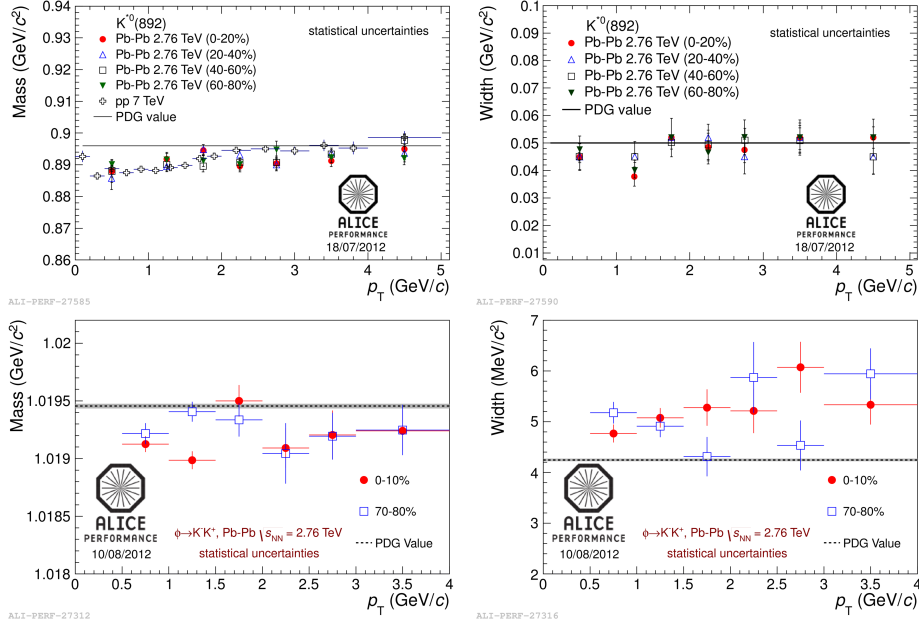 Mass (GeV/c²)
0.94
0.93
0.92
0.91
0.9
0.89
0.88
0.87
0.86
K*⁰(892)
statistical uncertainties
Pb-Pb 2.76 TeV (0-20%)
Pb-Pb 2.76 TeV (20-40%)
Pb-Pb 2.76 TeV (40-60%)
Pb-Pb 2.76 TeV (60-80%)
pp 7 TeV
PDG value
ALICE
PERFORMANCE
18/07/2012
0 1 2 3 4 5
p_T (GeV/c)
ALI-PERF-27585
Width (GeV/c²)
0.1
0.09
0.08
0.07
0.06
0.05
0.04
0.03
0.02
0.01
K*⁰(892)
statistical uncertainties
Pb-Pb 2.76 TeV (0-20%)
Pb-Pb 2.76 TeV (20-40%)
Pb-Pb 2.76 TeV (40-60%)
Pb-Pb 2.76 TeV (60-80%)
PDG value
ALICE
PERFORMANCE
18/07/2012
0 1 2 3 4 5
p_T (GeV/c)
ALI-PERF-27590
Mass (GeV/c²)
1.02
1.0195
1.019
1.0185
1.018
0-10%
70-80%
PDG Value
ALICE
PERFORMANCE
10/08/2012
ϕ→K⁻K⁺, Pb-Pb √s_NN = 2.76 TeV
statistical uncertainties
0 0.5 1 1.5 2 2.5 3 3.5 4
p_T (GeV/c)
ALI-PERF-27312
Width (MeV/c²)
7
6
5
4
3
2
0-10%
70-80%
PDG Value
ALICE
PERFORMANCE
10/08/2012
ϕ→K⁻K⁺, Pb-Pb √s_NN = 2.76 TeV
statistical uncertainties
0 0.5 1 1.5 2 2.5 3 3.5 4
p_T (GeV/c)
ALI-PERF-27316